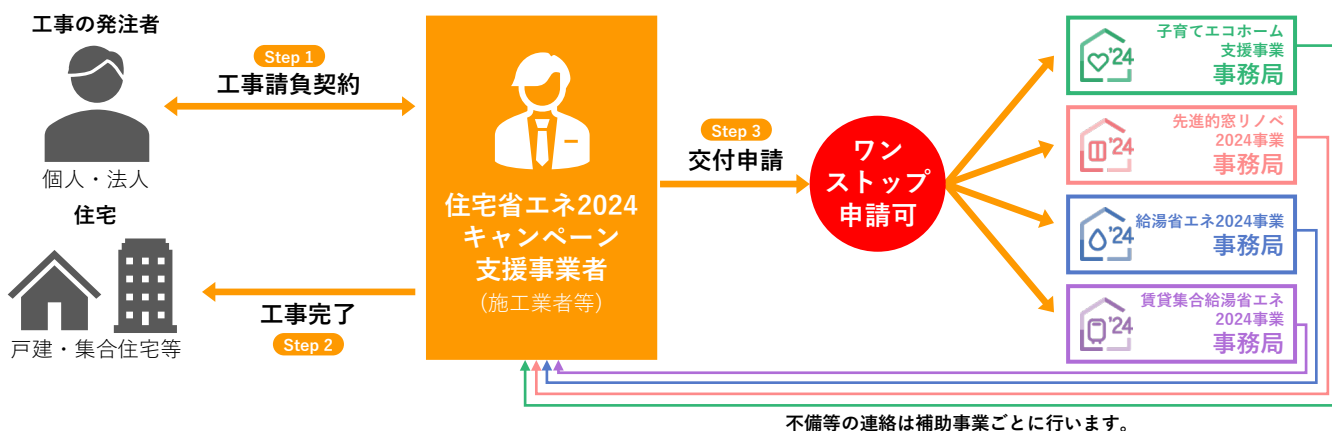 工事の発注者
個人・法人
Step 1
工事請負契約
住宅
戸建・集合住宅等
工事完了
Step 2
住宅省エネ2024
キャンペーン
支援事業者
(施工業者等)
Step 3
交付申請
ワン
ストップ
申請可
'24
子育てエコホーム
支援事業
事務局
'24
先進的窓リノベ
2024事業
事務局
'24
給湯省エネ2024事業
事務局
'24
賃貸集合給湯省エネ
2024事業
事務局
不備等の連絡は補助事業ごとに行います。